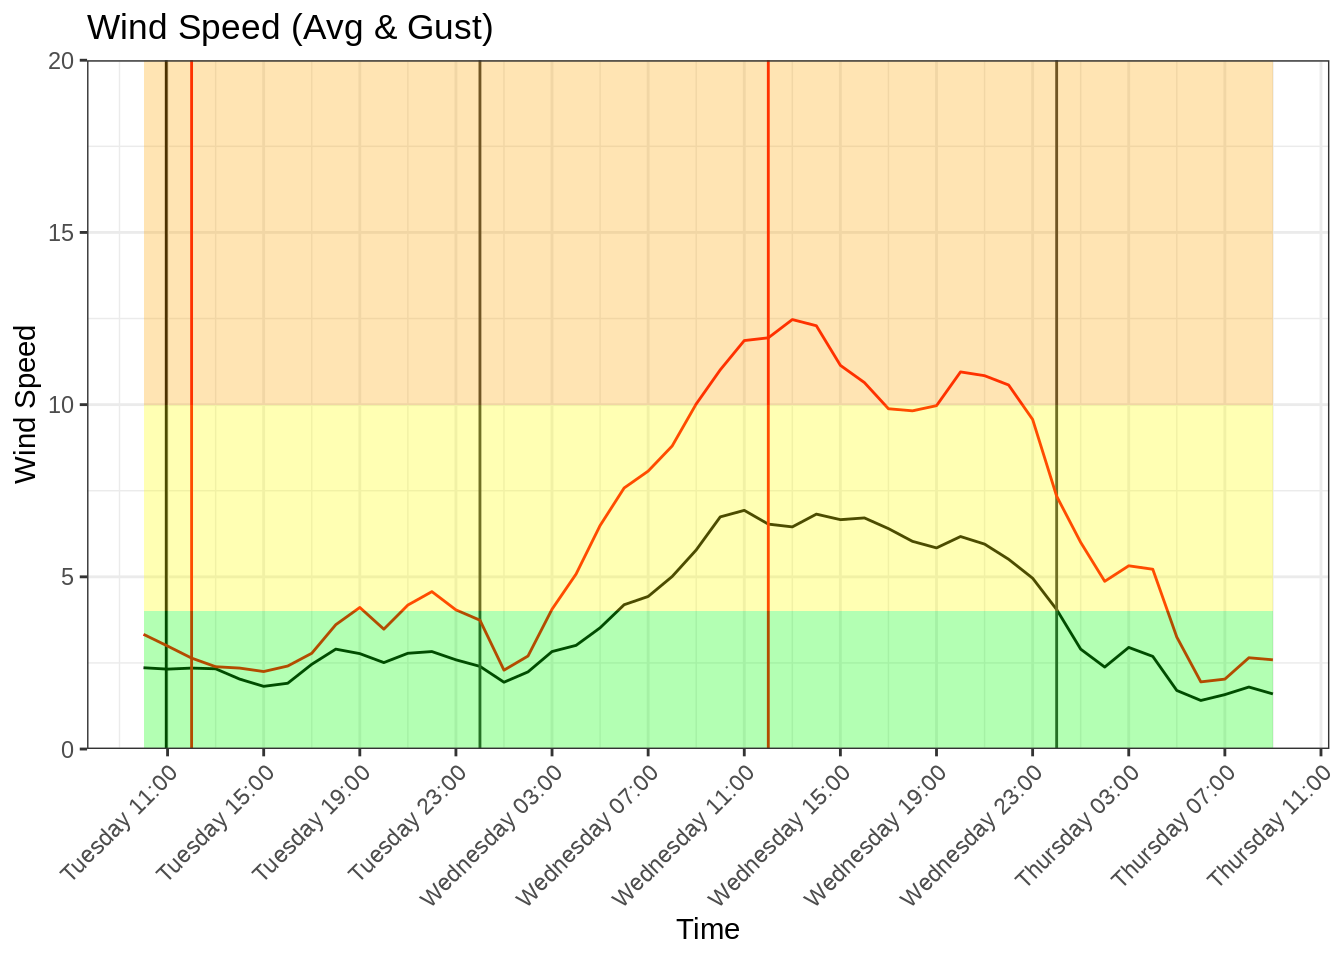 Wind Speed (Avg & Gust)
20
15
10
5
0
Wind Speed
Tuesday 11:00
Tuesday 15:00
Tuesday 19:00
Tuesday 23:00
Wednesday 03:00
Wednesday 07:00
Wednesday 11:00
Wednesday 15:00
Wednesday 19:00
Wednesday 23:00
Thursday 03:00
Thursday 07:00
Thursday 11:00
Time